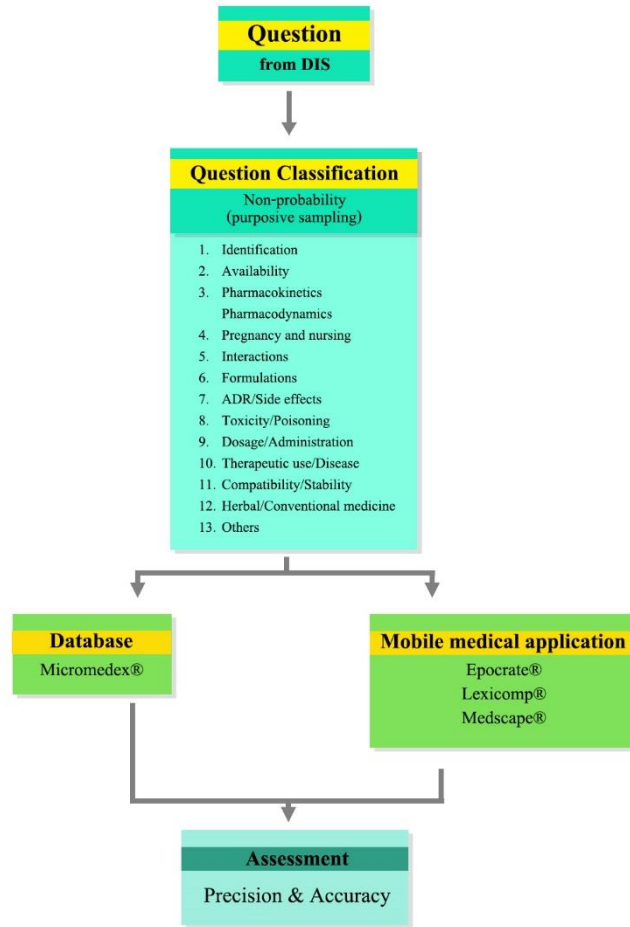 Question
from DIS
Question Classification
Non-probability
(purposive sampling)
1. Identification
2. Availability
3. Pharmacokinetics
Pharmacodynamics
4. Pregnancy and nursing
5. Interactions
6. Formulations
7. ADR/Side effects
8. Toxicity/Poisoning
9. Dosage/Administration
10. Therapeutic use/Disease
11. Compatibility/Stability
12. Herbal/Conventional medicine
13. Others
Database
Micromedex®
Mobile medical application
Epocrate®
Lexicomp®
Medscape®
Assessment
Precision & Accuracy